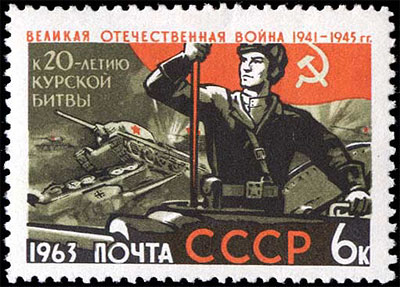 ВЕЛИКАЯ ОТЕЧЕСТВЕННАЯ ВОЙНА 1941-1945 гг.
К 20-ЛЕТИЮ
КУРСКОЙ
БИТВЫ
1963 ПОЧТА СССР 6К